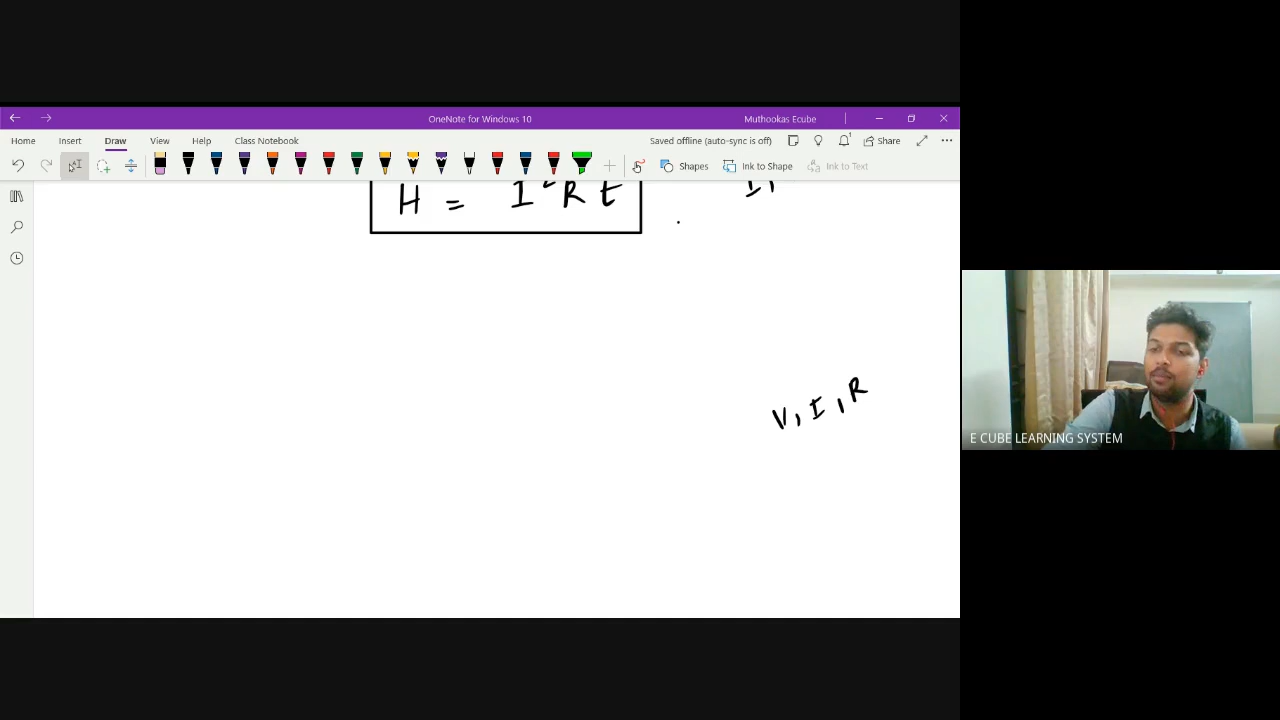 OneNote for Windows 10
Muthookas Ecube
Home Insert Draw View Help Class Notebook
Saved offline (auto-sync is off)
Share
Shapes
Ink to Shape
Ink to Text
H = I²Rt
V, I, R
E CUBE LEARNING SYSTEM